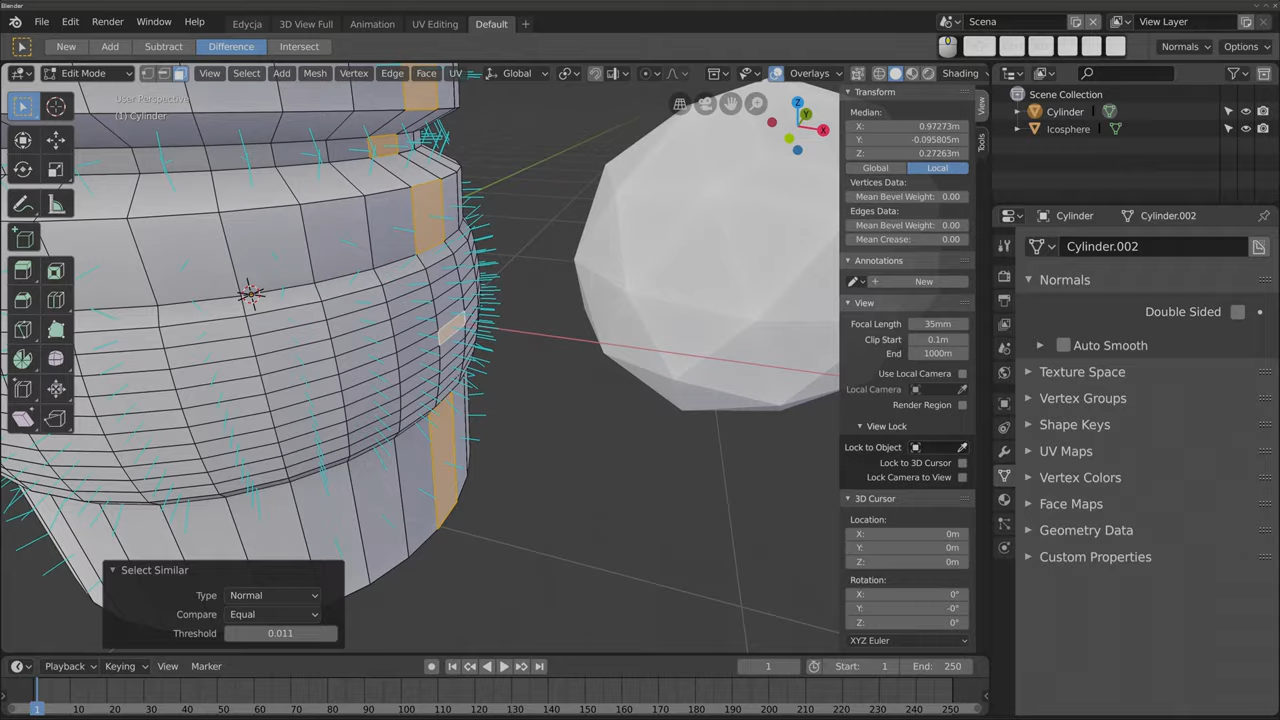 Blender
File Edit Render Window Help Edycja 3D View Full Animation UV Editing Default + Scena View Layer
New Add Subtract Difference Intersect Normals Options
Edit Mode View Select Add Mesh Vertex Edge Face UV Global Overlays Shading
User Perspective
(1) Cylinder
Z
Y
X
Transform
Median:
X: 0.97273m
Y: -0.095805m
Z: 0.27263m
Global Local
Vertices Data:
Mean Bevel Weight: 0.00
Edges Data:
Mean Bevel Weight: 0.00
Mean Crease: 0.00
Annotations
+ New
View
Focal Length 35mm
Clip Start 0.1m
End 1000m
Use Local Camera
Local Camera
Render Region
View Lock
Lock to Object
Lock to 3D Cursor
Lock Camera to View
3D Cursor
Location:
X: 0m
Y: 0m
Z: 0m
Rotation:
X: 0°
Y: -0°
Z: 0°
XYZ Euler
View
Tools
Scene Collection
Cylinder
Icosphere
Cylinder Cylinder.002
Cylinder.002
Normals
Double Sided
Auto Smooth
Texture Space
Vertex Groups
Shape Keys
UV Maps
Vertex Colors
Face Maps
Geometry Data
Custom Properties
Select Similar
Type Normal
Compare Equal
Threshold 0.011
Playback Keying View Marker 1 Start: 1 End: 250
1 10 20 30 40 50 60 70 80 90 100 110 120 130 140 150 160 170 180 190 200 210 220 230 240 250